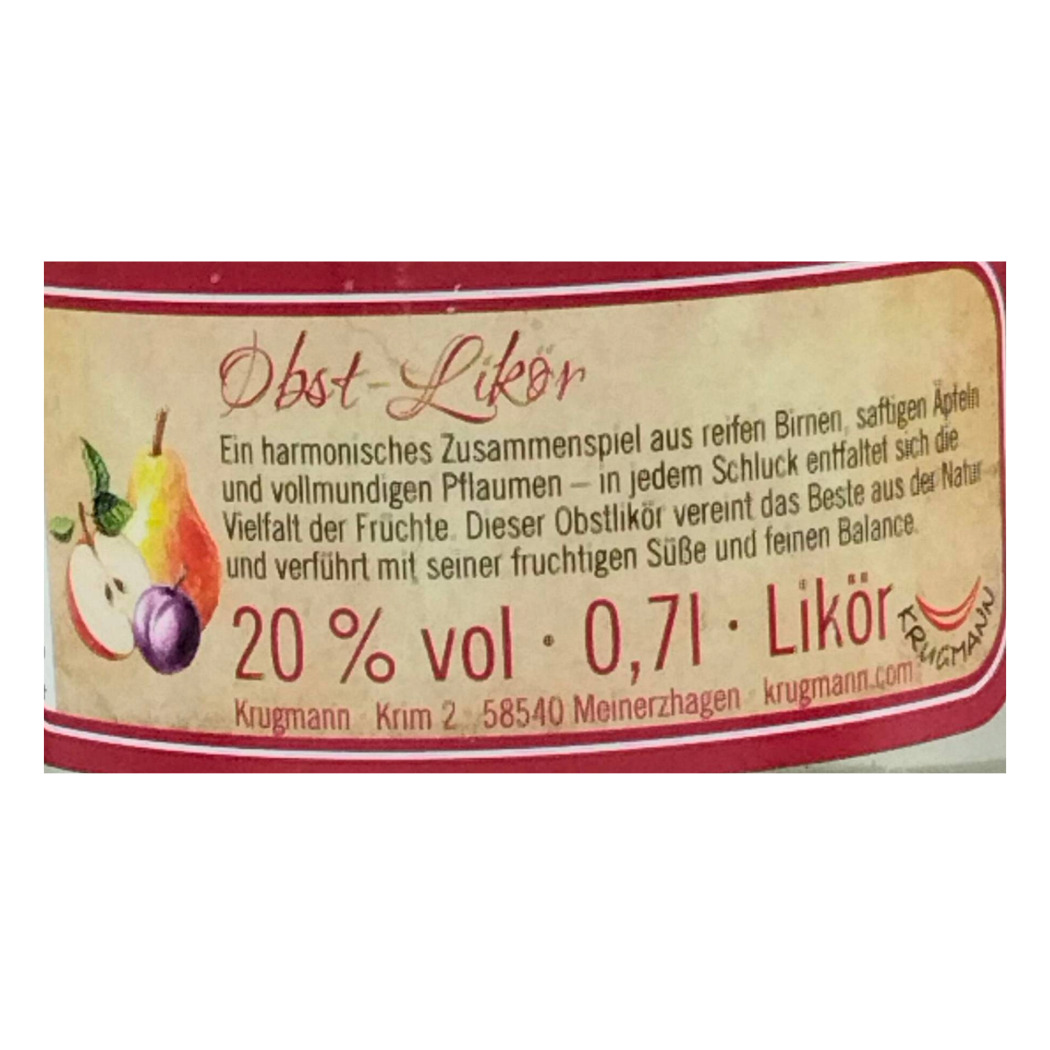 Obst-Likör
Ein harmonisches Zusammenspiel aus reifen Birnen, saftigen Äpfeln
und vollmundigen Pflaumen – in jedem Schluck entfaltet sich die
Vielfalt der Früchte. Dieser Obstlikör vereint das Beste aus der Natur
und verführt mit seiner fruchtigen Süße und feinen Balance.
20 % vol · 0,7l · Likör
KRUGMANN
Krugmann · Krim 2 · 58540 Meinerzhagen · krugmann.com